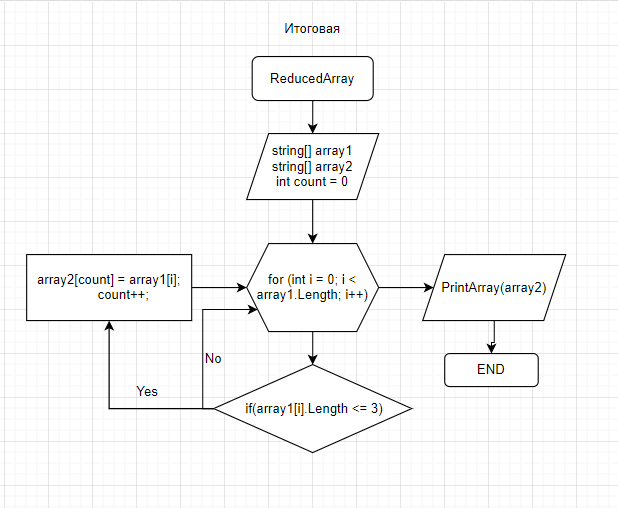 Итоговая
ReducedArray
string[] array1
string[] array2
int count = 0
array2[count] = array1[i];
count++;
for (int i = 0; i <
array1.Length; i++)
PrintArray(array2)
No
END
Yes
if(array1[i].Length <= 3)